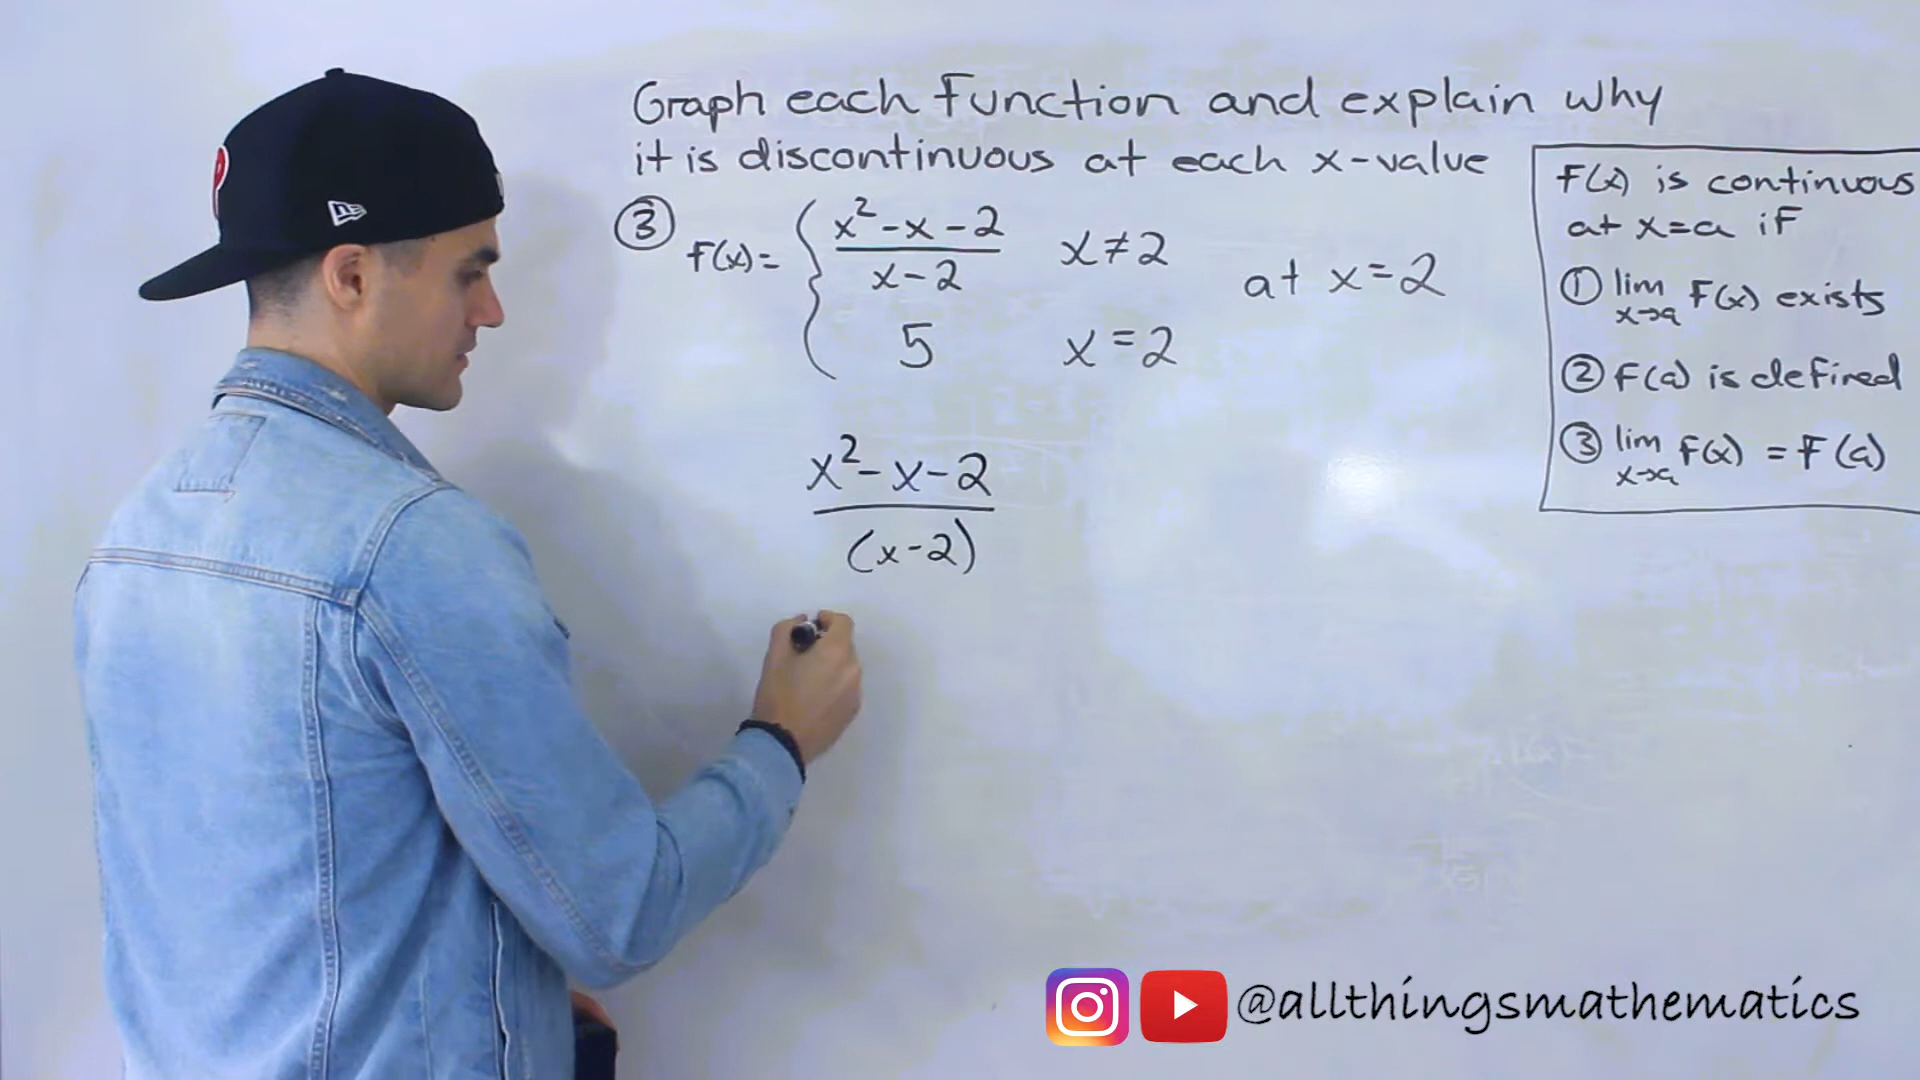 Graph each function and explain why
it is discontinuous at each x-value
③ f(x) = { (x² - x - 2)/(x - 2)   x ≠ 2
5   x = 2
at x = 2
(x² - x - 2)/((x - 2))
f(x) is continuous
at x = a if
① lim x→a f(x) exists
② f(a) is defined
③ lim x→a f(x) = f(a)
P
@allthingsmathematics